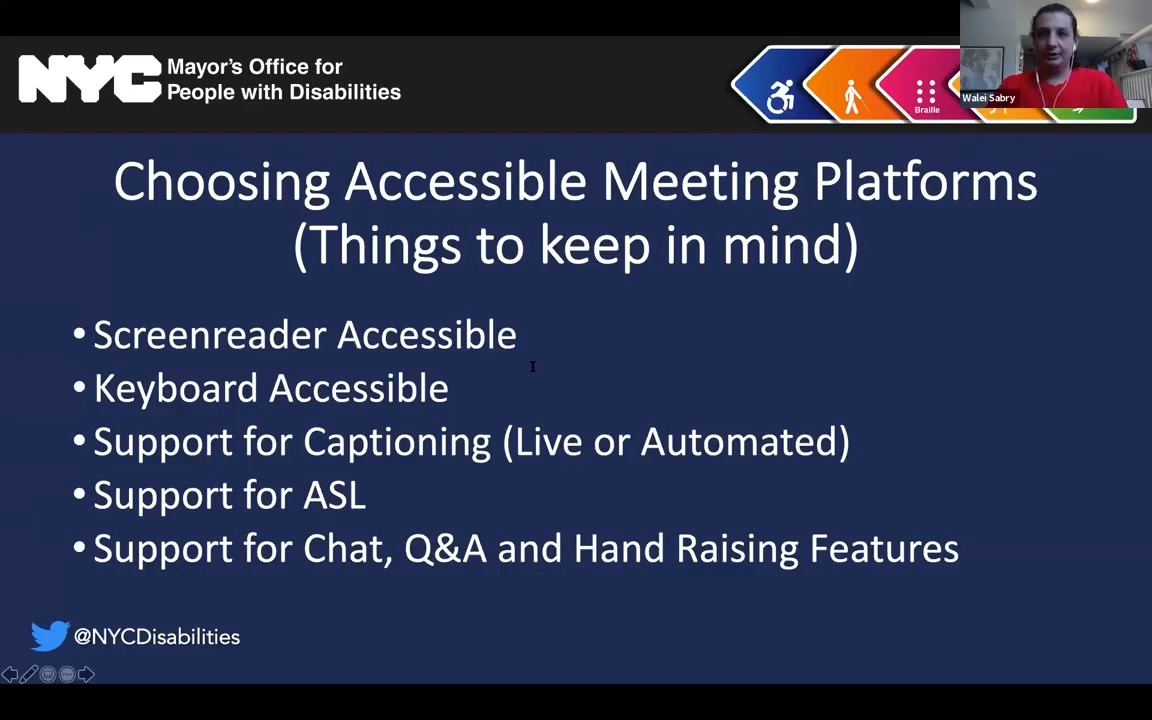 NYC Mayor's Office for
People with Disabilities
Braille
Walei Sabry
Choosing Accessible Meeting Platforms
(Things to keep in mind)
• Screenreader Accessible
• Keyboard Accessible
• Support for Captioning (Live or Automated)
• Support for ASL
• Support for Chat, Q&A and Hand Raising Features
@NYCDisabilities